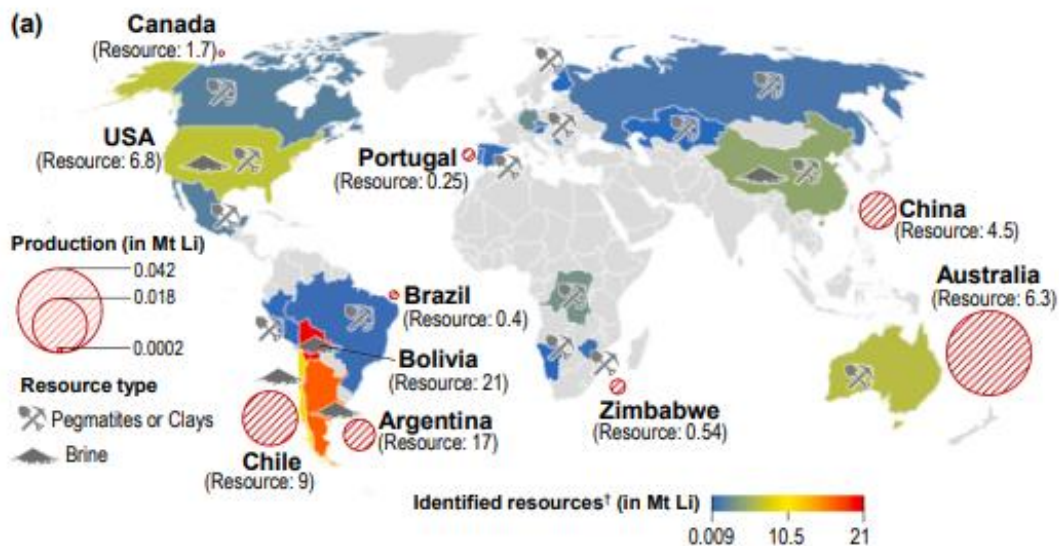 (a)
Canada
(Resource: 1.7)
USA
(Resource: 6.8)
Portugal
(Resource: 0.25)
China
(Resource: 4.5)
Australia
(Resource: 6.3)
Production (in Mt Li)
0.042
0.018
0.0002
Brazil
(Resource: 0.4)
Bolivia
(Resource: 21)
Argentina
(Resource: 17)
Chile
(Resource: 9)
Zimbabwe
(Resource: 0.54)
Resource type
Pegmatites or Clays
Brine
Identified resources† (in Mt Li)
0.009 10.5 21